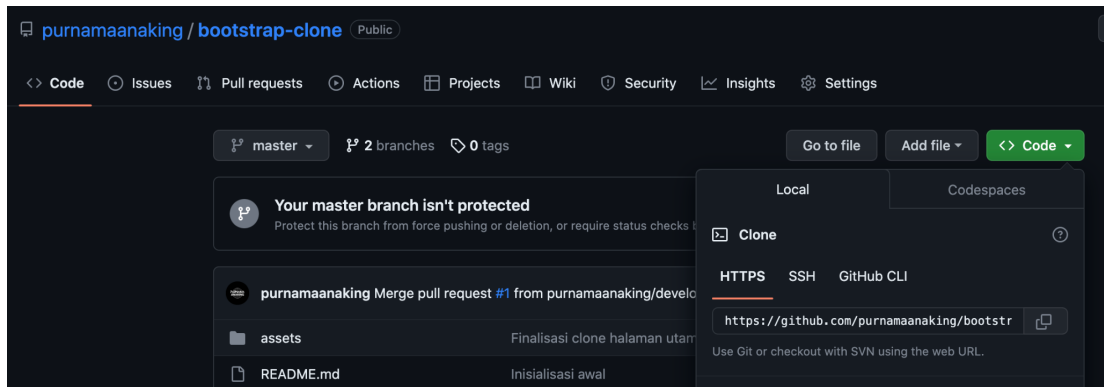 purnamaanaking / bootstrap-clone Public
Code Issues Pull requests Actions Projects Wiki Security Insights Settings
master 2 branches 0 tags Go to file Add file Code
Local Codespaces
Your master branch isn't protected
Protect this branch from force pushing or deletion, or require status checks
Clone
HTTPS SSH GitHub CLI
purnamaanaking Merge pull request #1 from purnamaanaking/develo
https://github.com/purnamaanaking/bootstr
assets Finalisasi clone halaman utam
Use Git or checkout with SVN using the web URL.
README.md Inisialisasi awal